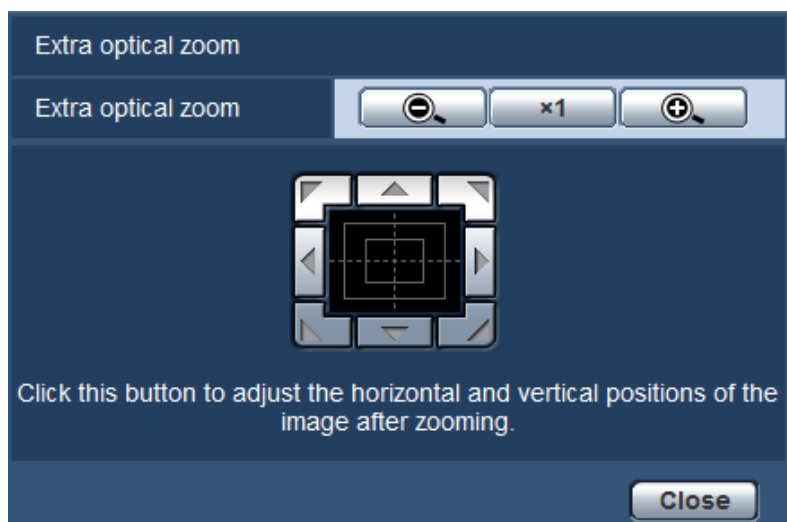 Extra optical zoom
Extra optical zoom
×1
Click this button to adjust the horizontal and vertical positions of the
image after zooming.
Close